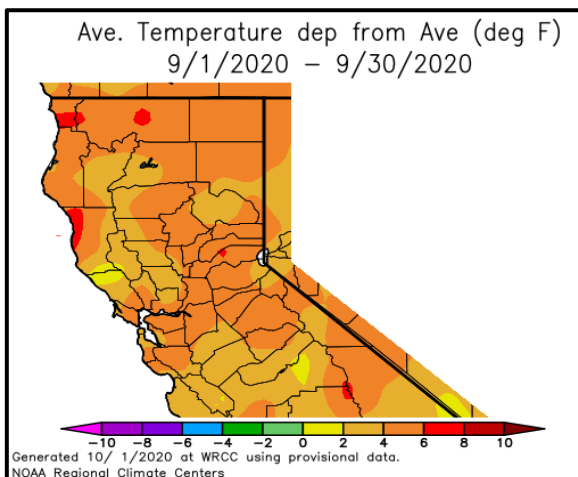 Ave. Temperature dep from Ave (deg F)
9/1/2020 – 9/30/2020
-10 -8 -6 -4 -2 0 2 4 6 8 10
Generated 10/ 1/2020 at WRCC using provisional data.
NOAA Regional Climate Centers